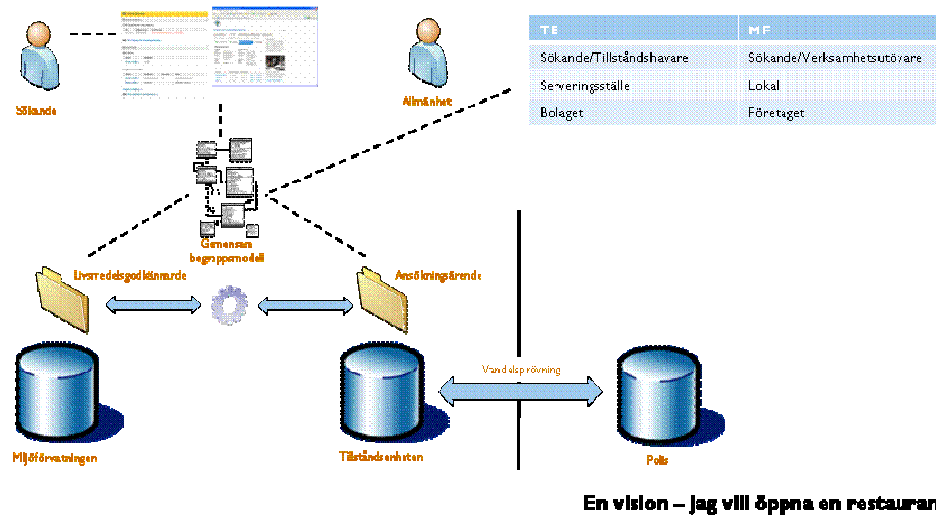 TE MF
Sökande/Tillståndshavare Sökande/Verksamhetsutövare
Serveringsställe Lokal
Bolaget Företaget
Sökande
Allmänhet
Gemensam
begreppsmodell
Livsmedelsgodkännande
Ansökningsärende
Vandelsprövning
Miljöförvaltningen
Tillståndsenheten
Polis
En vision – jag vill öppna en restauran